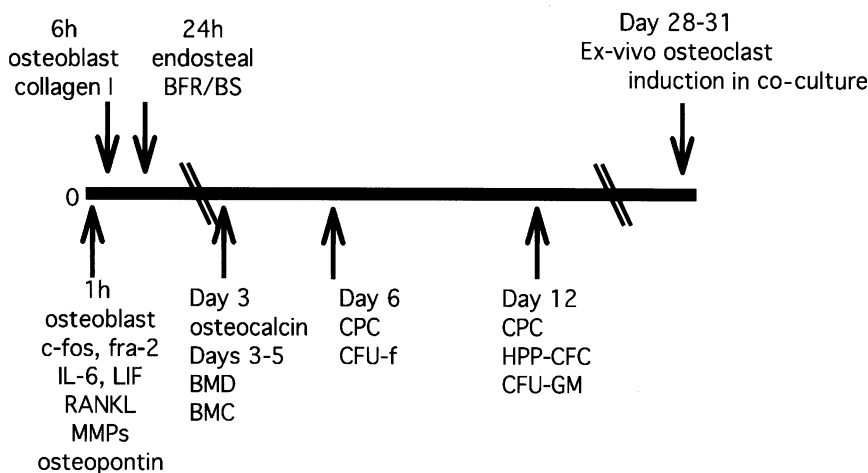 6h
osteoblast
collagen I
24h
endosteal
BFR/BS
Day 28-31
Ex-vivo osteoclast
induction in co-culture
0
1h
osteoblast
c-fos, fra-2
IL-6, LIF
RANKL
MMPs
osteopontin
Day 3
osteocalcin
Days 3-5
BMD
BMC
Day 6
CPC
CFU-f
Day 12
CPC
HPP-CFC
CFU-GM